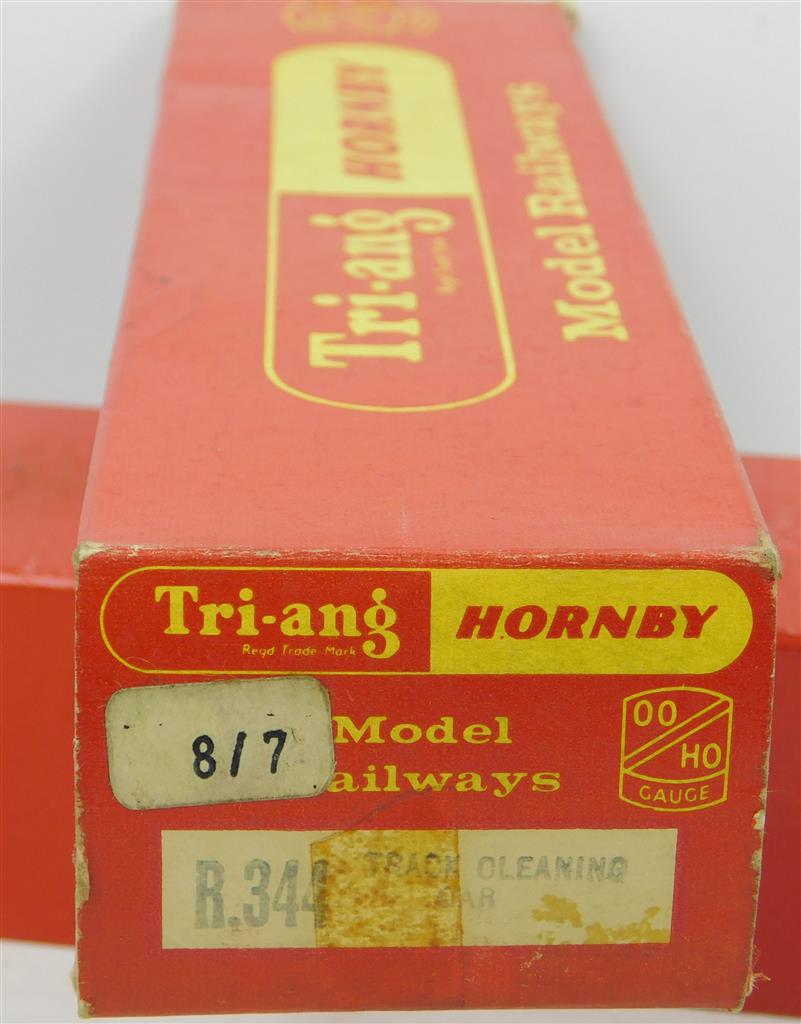 Tri-ang HORNBY
Model Railways
Tri-ang HORNBY
Regd Trade Mark
8/7
Model
ailways
OO
HO
GAUGE
R.344 TRACK CLEANING
CAR